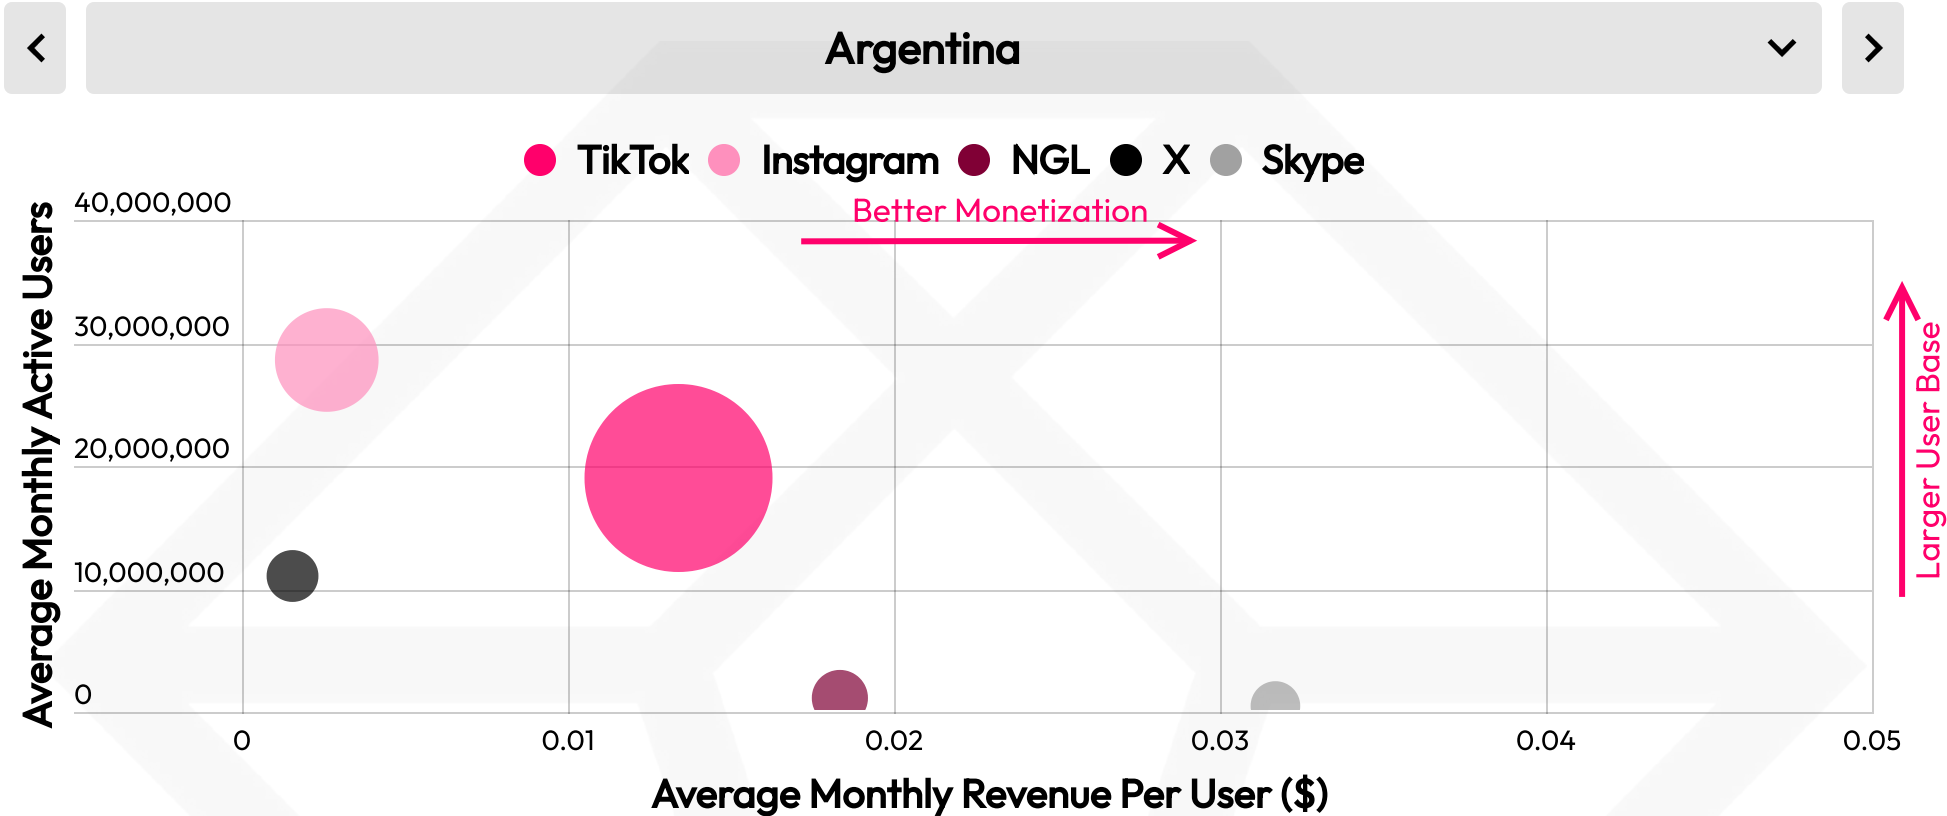 Argentina
TikTok Instagram NGL X Skype
Better Monetization
Average Monthly Active Users
40,000,000
30,000,000
20,000,000
10,000,000
0
Larger User Base
0 0.01 0.02 0.03 0.04 0.05
Average Monthly Revenue Per User ($)